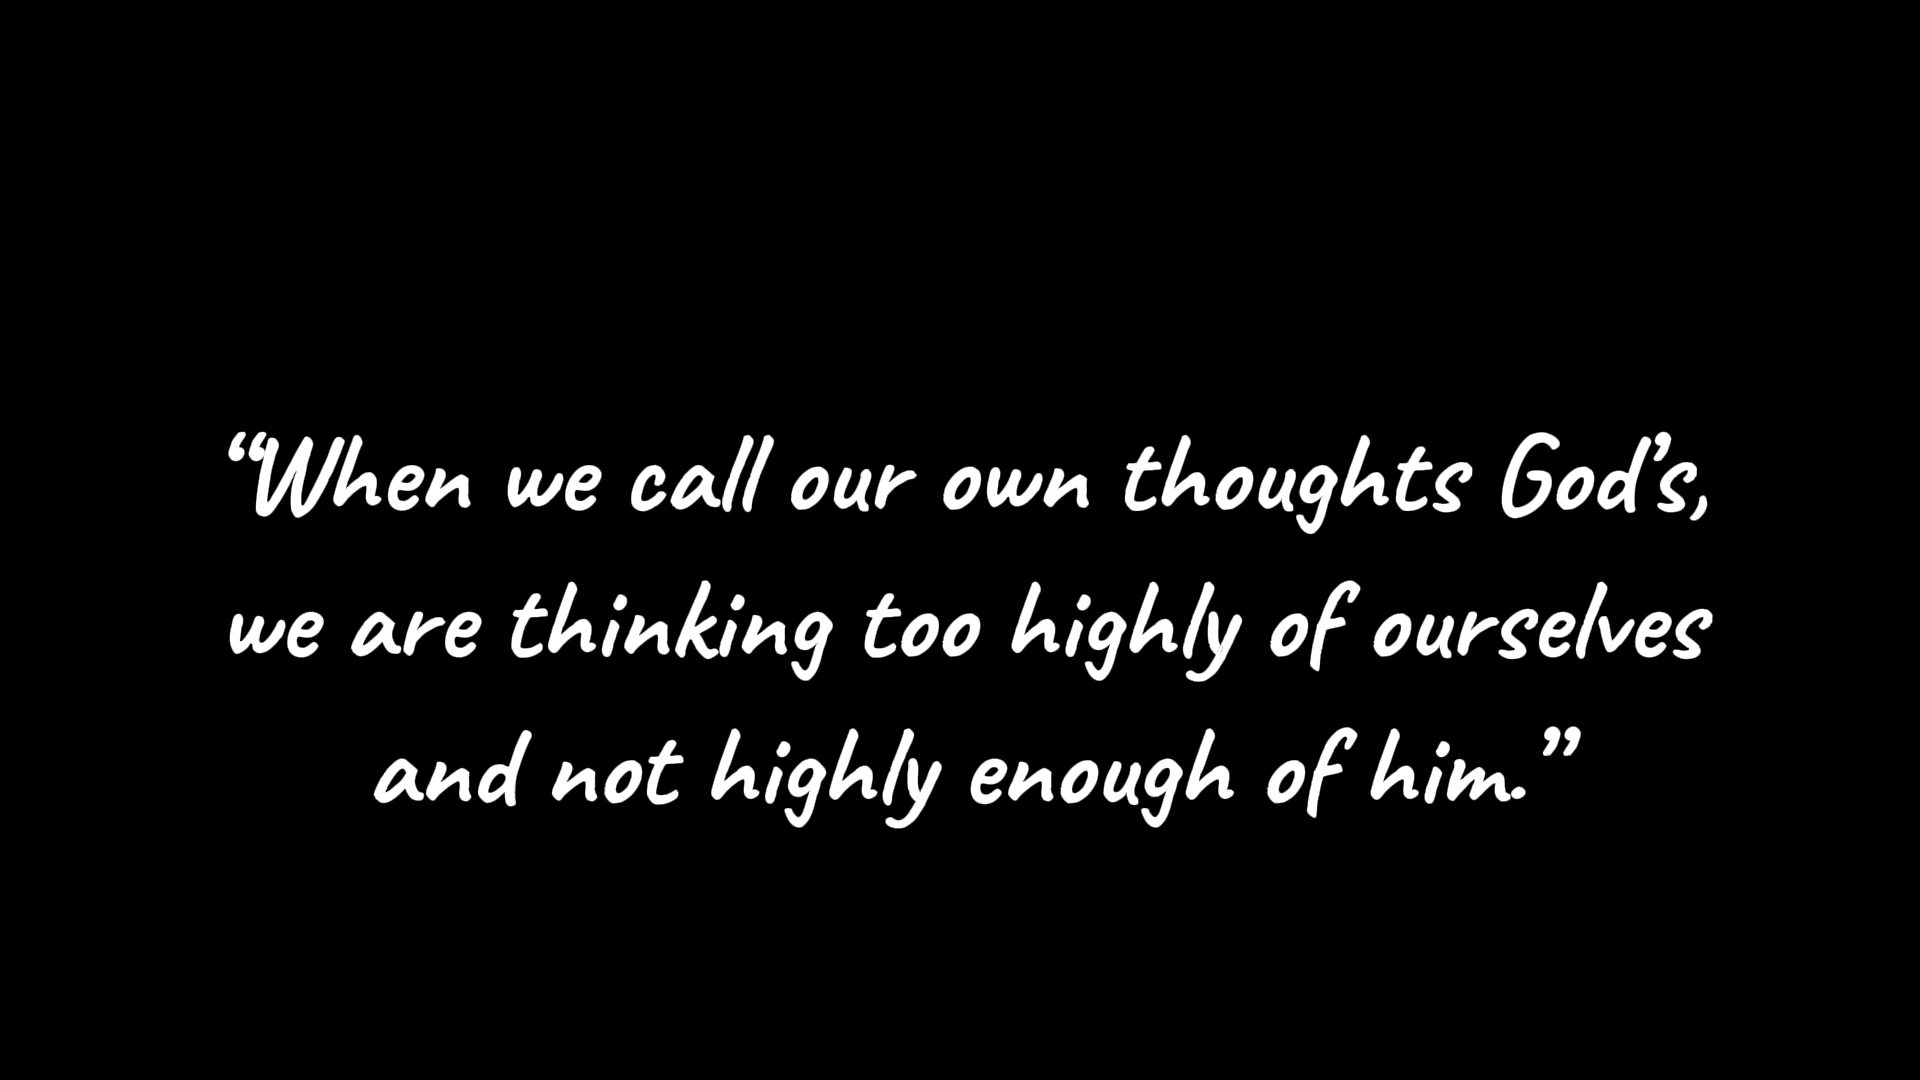 “When we call our own thoughts God’s,
we are thinking too highly of ourselves
and not highly enough of him.”